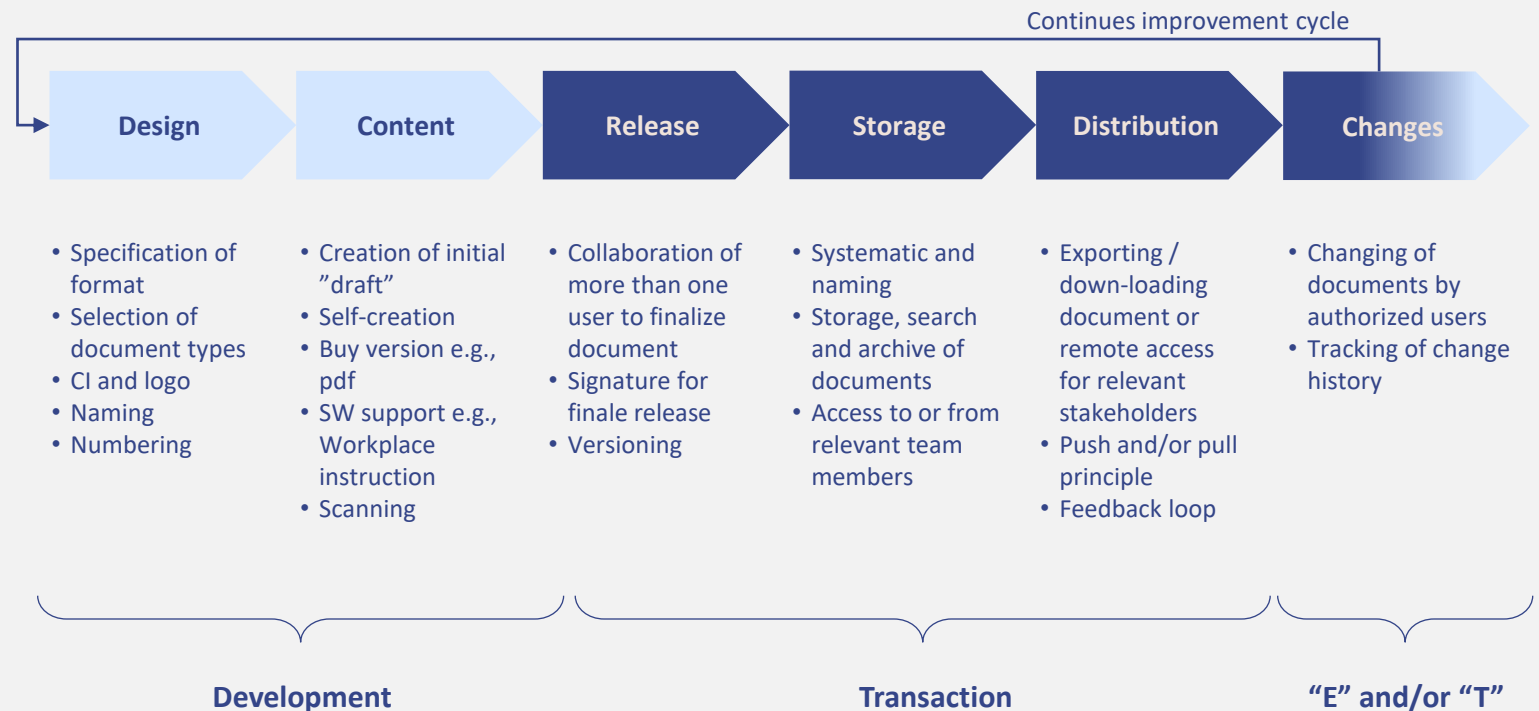 Continues improvement cycle
Design
Content
Release
Storage
Distribution
Changes
• Specification of
format
• Selection of
document types
• CI and logo
• Naming
• Numbering
• Creation of initial
”draft”
• Self-creation
• Buy version e.g.,
pdf
• SW support e.g.,
Workplace
instruction
• Scanning
• Collaboration of
more than one
user to finalize
document
• Signature for
finale release
• Versioning
• Systematic and
naming
• Storage, search
and archive of
documents
• Access to or from
relevant team
members
• Exporting /
down-loading
document or
remote access
for relevant
stakeholders
• Push and/or pull
principle
• Feedback loop
• Changing of
documents by
authorized users
• Tracking of change
history
Development
Transaction
“E” and/or “T”